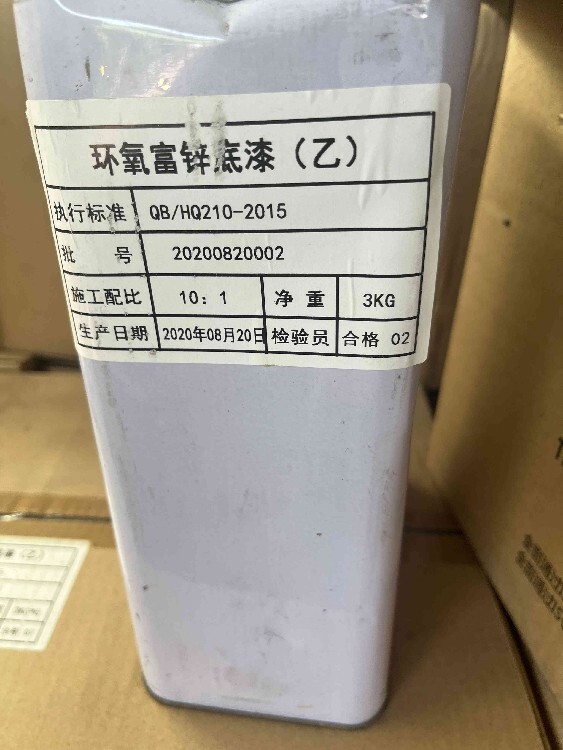 环氧富锌底漆（乙）
执行标准 QB/HQ210-2015
批 号 20200820002
施工配比 10：1 净 重 3KG
生产日期 2020年08月20日 检验员 合格 02